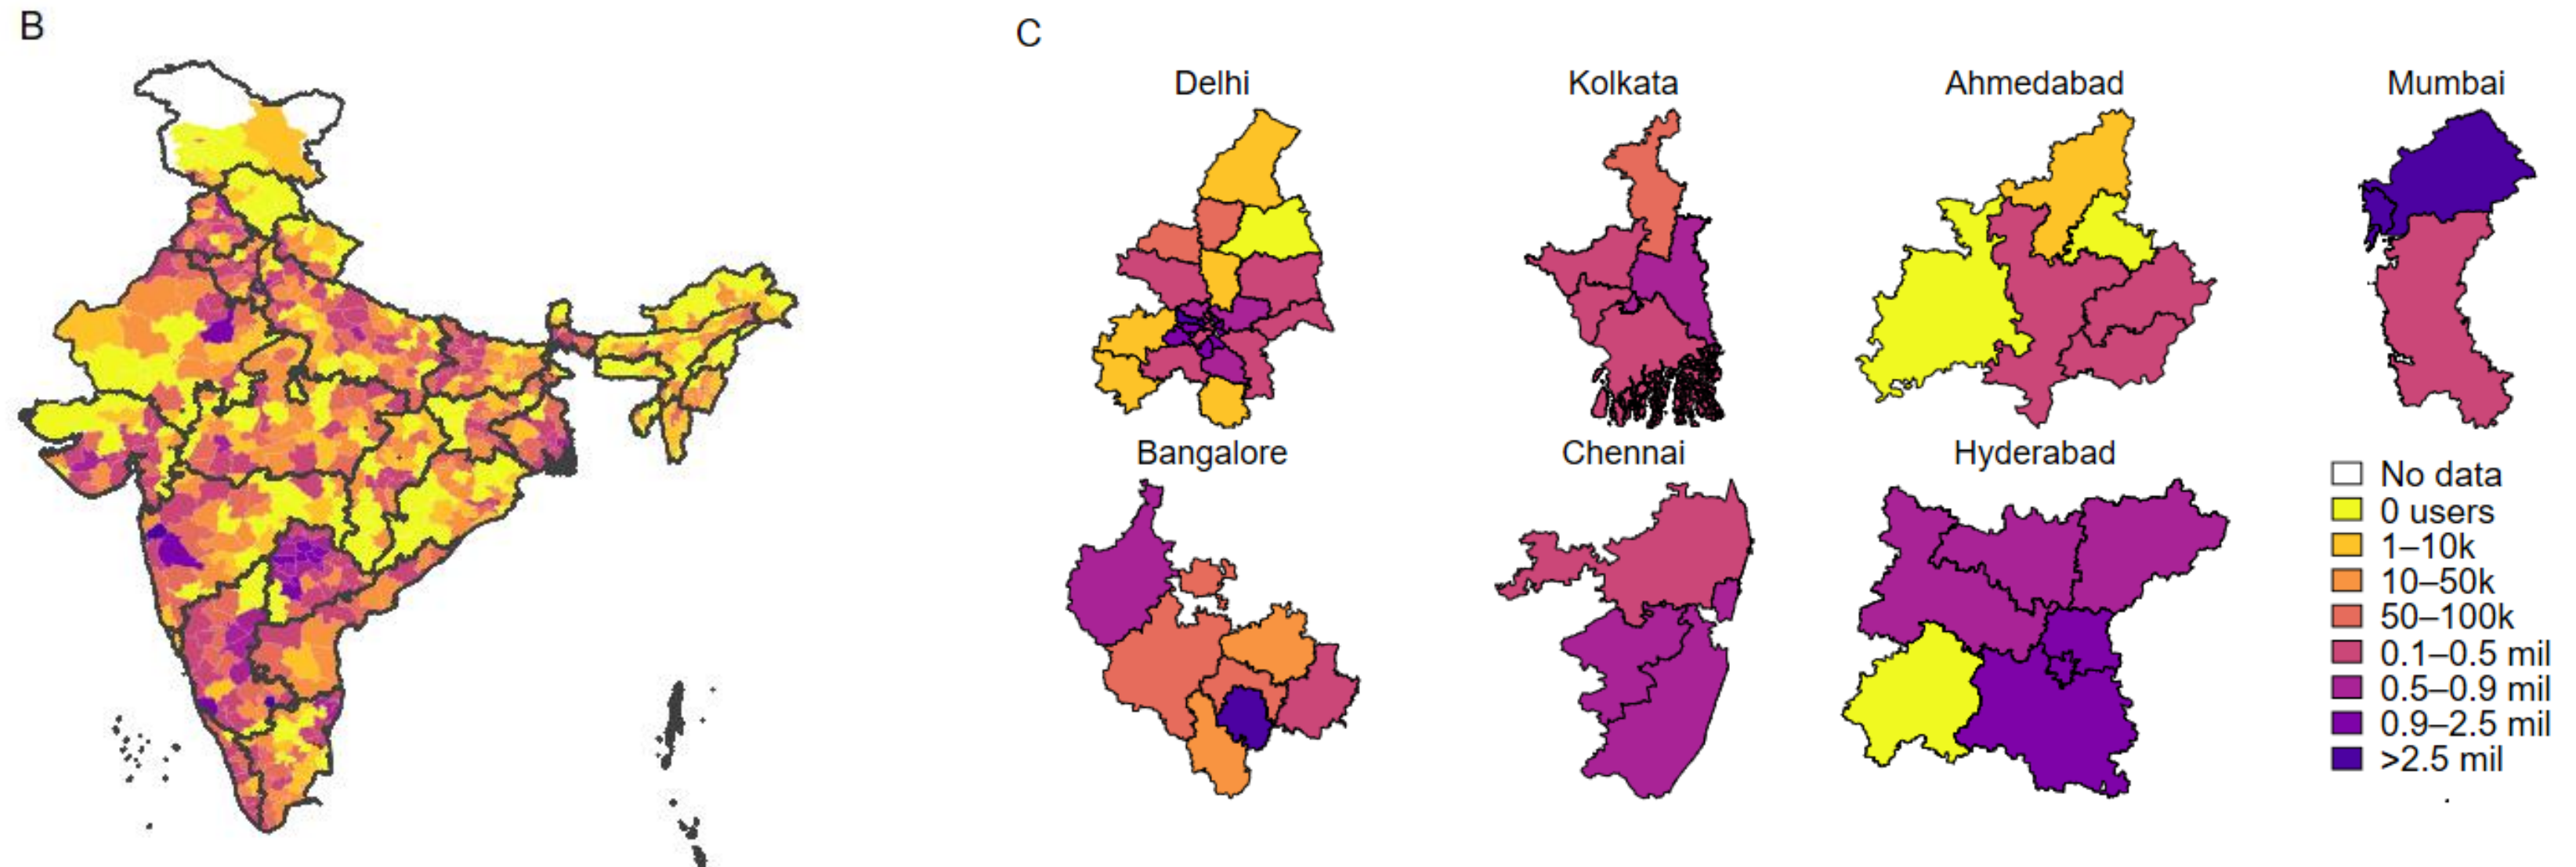 B
C
Delhi
Kolkata
Ahmedabad
Mumbai
Bangalore
Chennai
Hyderabad
No data
0 users
1–10k
10–50k
50–100k
0.1–0.5 mil
0.5–0.9 mil
0.9–2.5 mil
>2.5 mil